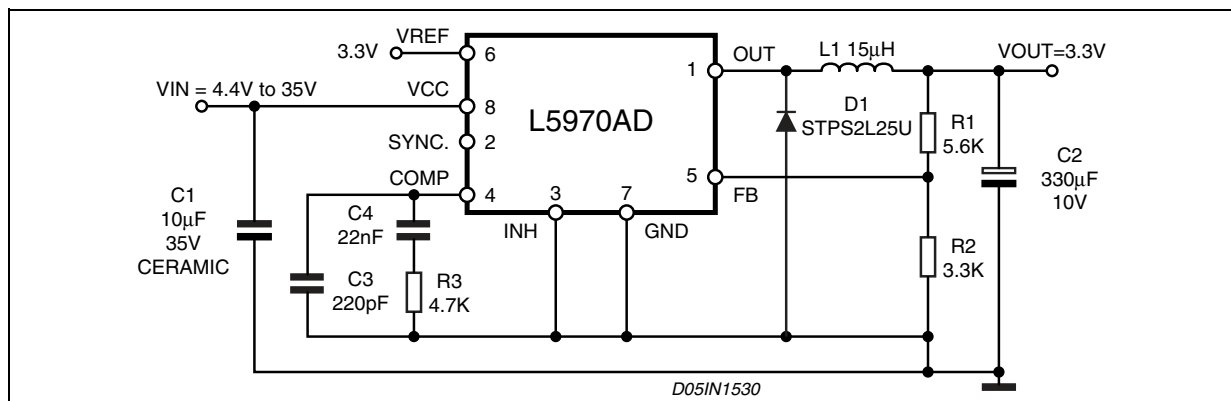 VREF
3.3V
6
VIN = 4.4V to 35V
VCC
8
SYNC.
2
COMP
4
L5970AD
1
OUT
L1 15µH
VOUT=3.3V
D1
STPS2L25U
R1
5.6K
5
FB
C2
330µF
10V
3
INH
7
GND
C1
10µF
35V
CERAMIC
C4
22nF
C3
220pF
R3
4.7K
R2
3.3K
D05IN1530